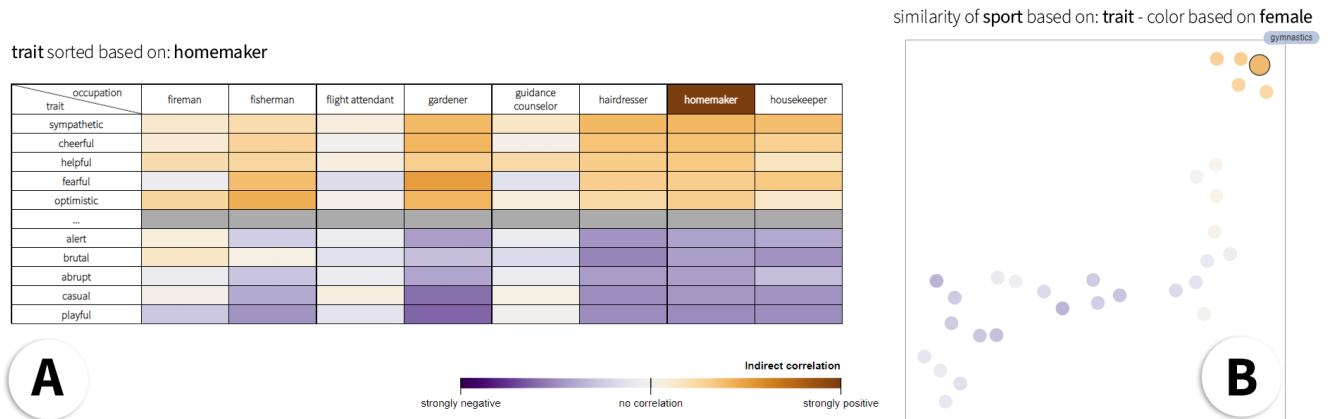 similarity of sport based on: trait - color based on female
gymnastics
trait sorted based on: homemaker
occupation
trait
fireman
fisherman
flight attendant
gardener
guidance
counselor
hairdresser
homemaker
housekeeper
sympathetic
cheerful
helpful
fearful
optimistic
...
alert
brutal
abrupt
casual
playful
A
Indirect correlation
strongly negative
no correlation
strongly positive
B